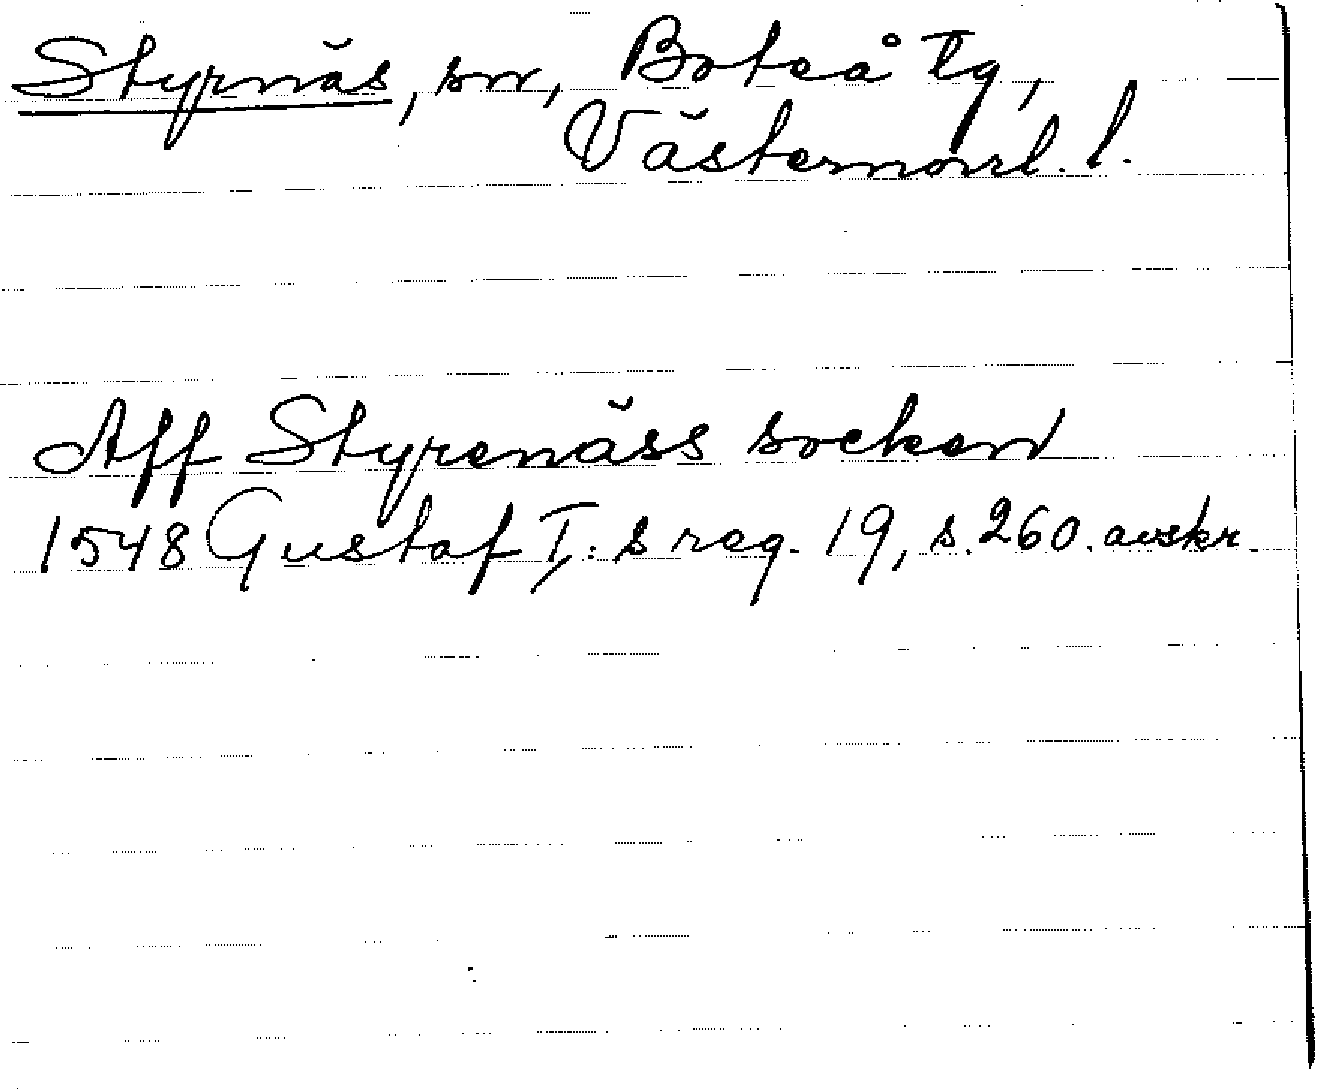 Styrnäs, sn, Boteå tg,
Västernorrl. l.
Aff Styrenäss socken
1548 Gustaf I:s reg. 19, s. 260. avskr.